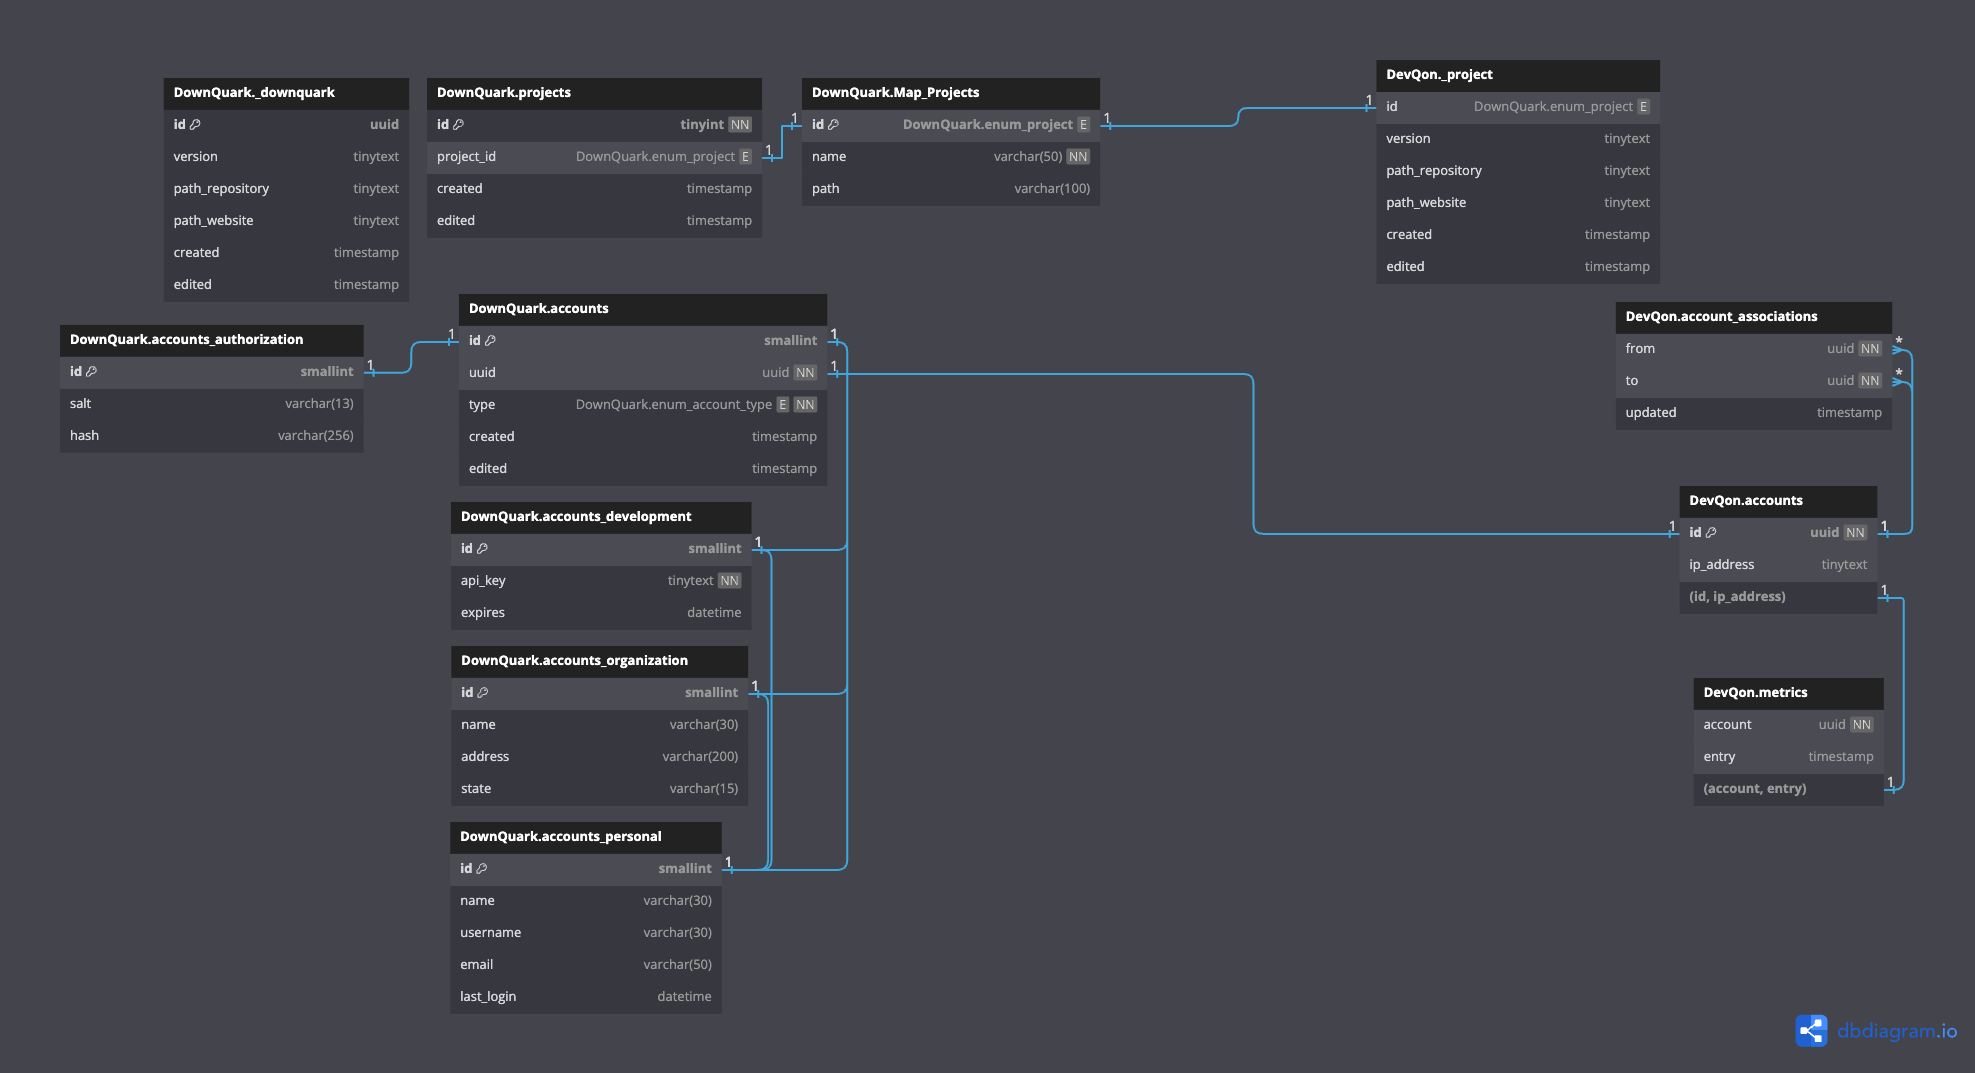 DownQuark._downquark
id uuid
version tinytext
path_repository tinytext
path_website tinytext
created timestamp
edited timestamp
DownQuark.projects
id tinyint NN
project_id DownQuark.enum_project E
created timestamp
edited timestamp
1
1
DownQuark.Map_Projects
id DownQuark.enum_project E
name varchar(50) NN
path varchar(100)
1
1
DevQon._project
id DownQuark.enum_project E
version tinytext
path_repository tinytext
path_website tinytext
created timestamp
edited timestamp
DownQuark.accounts_authorization
id smallint
salt varchar(13)
hash varchar(256)
1
1
DownQuark.accounts
id smallint
uuid uuid NN
type DownQuark.enum_account_type E NN
created timestamp
edited timestamp
1
1
DownQuark.accounts_development
id smallint
api_key tinytext NN
expires datetime
1
DownQuark.accounts_organization
id smallint
name varchar(30)
address varchar(200)
state varchar(15)
1
DownQuark.accounts_personal
id smallint
name varchar(30)
username varchar(30)
email varchar(50)
last_login datetime
1
DevQon.account_associations
from uuid NN
to uuid NN
updated timestamp
*
*
DevQon.accounts
id uuid NN
ip_address tinytext
(id, ip_address)
1
1
1
DevQon.metrics
account uuid NN
entry timestamp
(account, entry)
1
dbdiagram.io